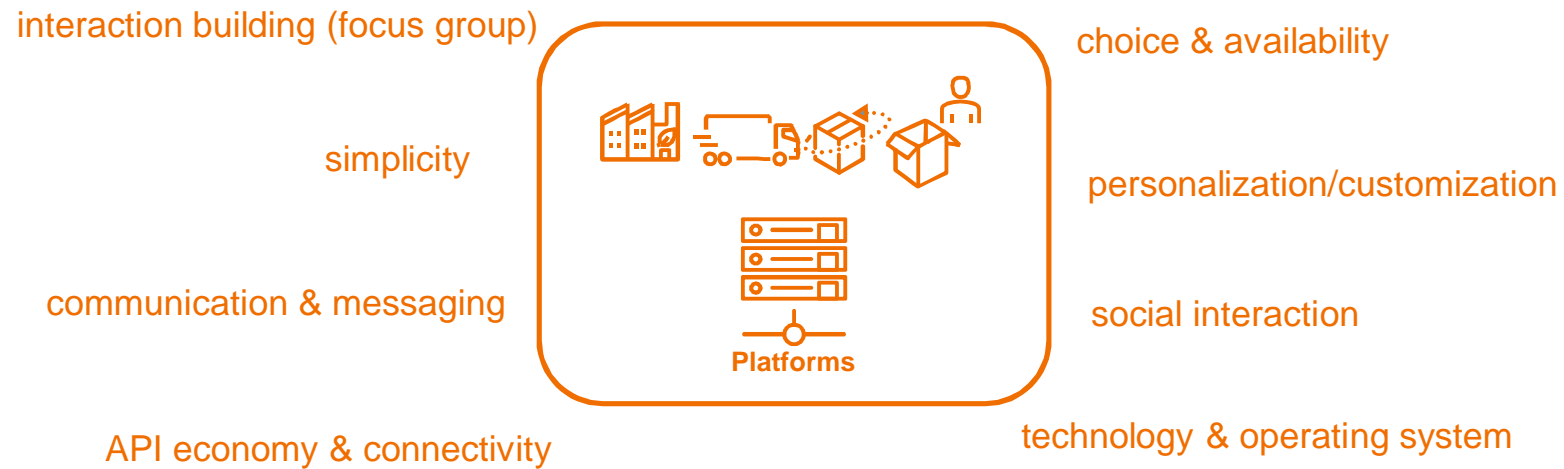 interaction building (focus group)
choice & availability
simplicity
personalization/customization
communication & messaging
social interaction
Platforms
API economy & connectivity
technology & operating system